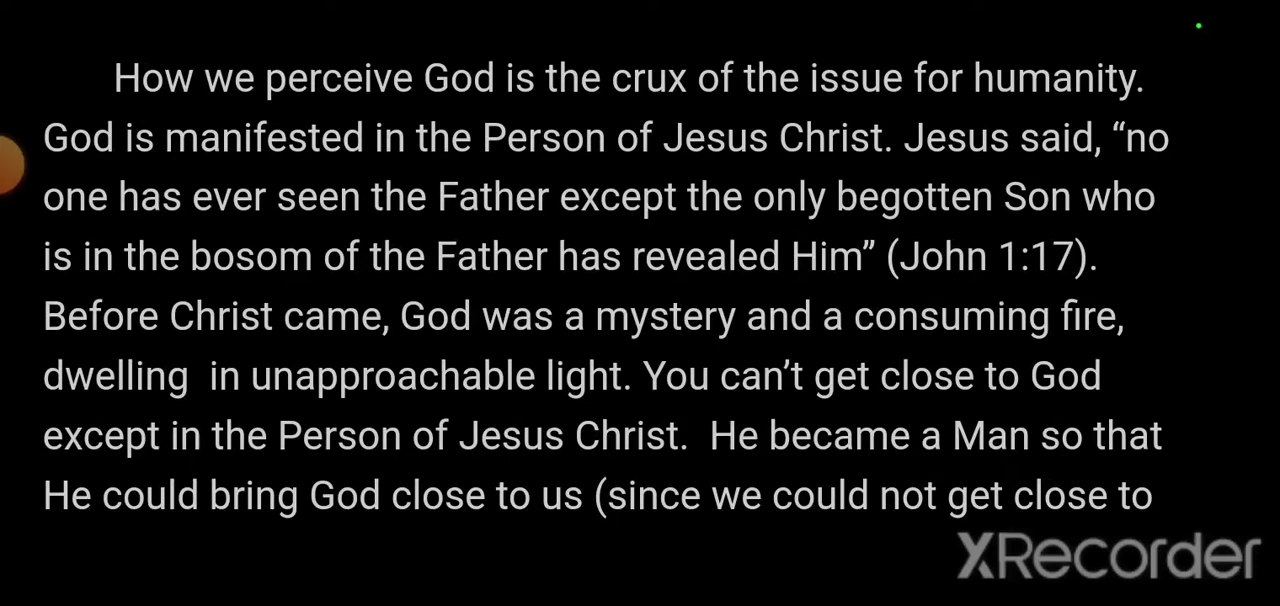 How we perceive God is the crux of the issue for humanity.
God is manifested in the Person of Jesus Christ. Jesus said, “no
one has ever seen the Father except the only begotten Son who
is in the bosom of the Father has revealed Him” (John 1:17).
Before Christ came, God was a mystery and a consuming fire,
dwelling  in unapproachable light. You can’t get close to God
except in the Person of Jesus Christ.  He became a Man so that
He could bring God close to us (since we could not get close to
XRecorder